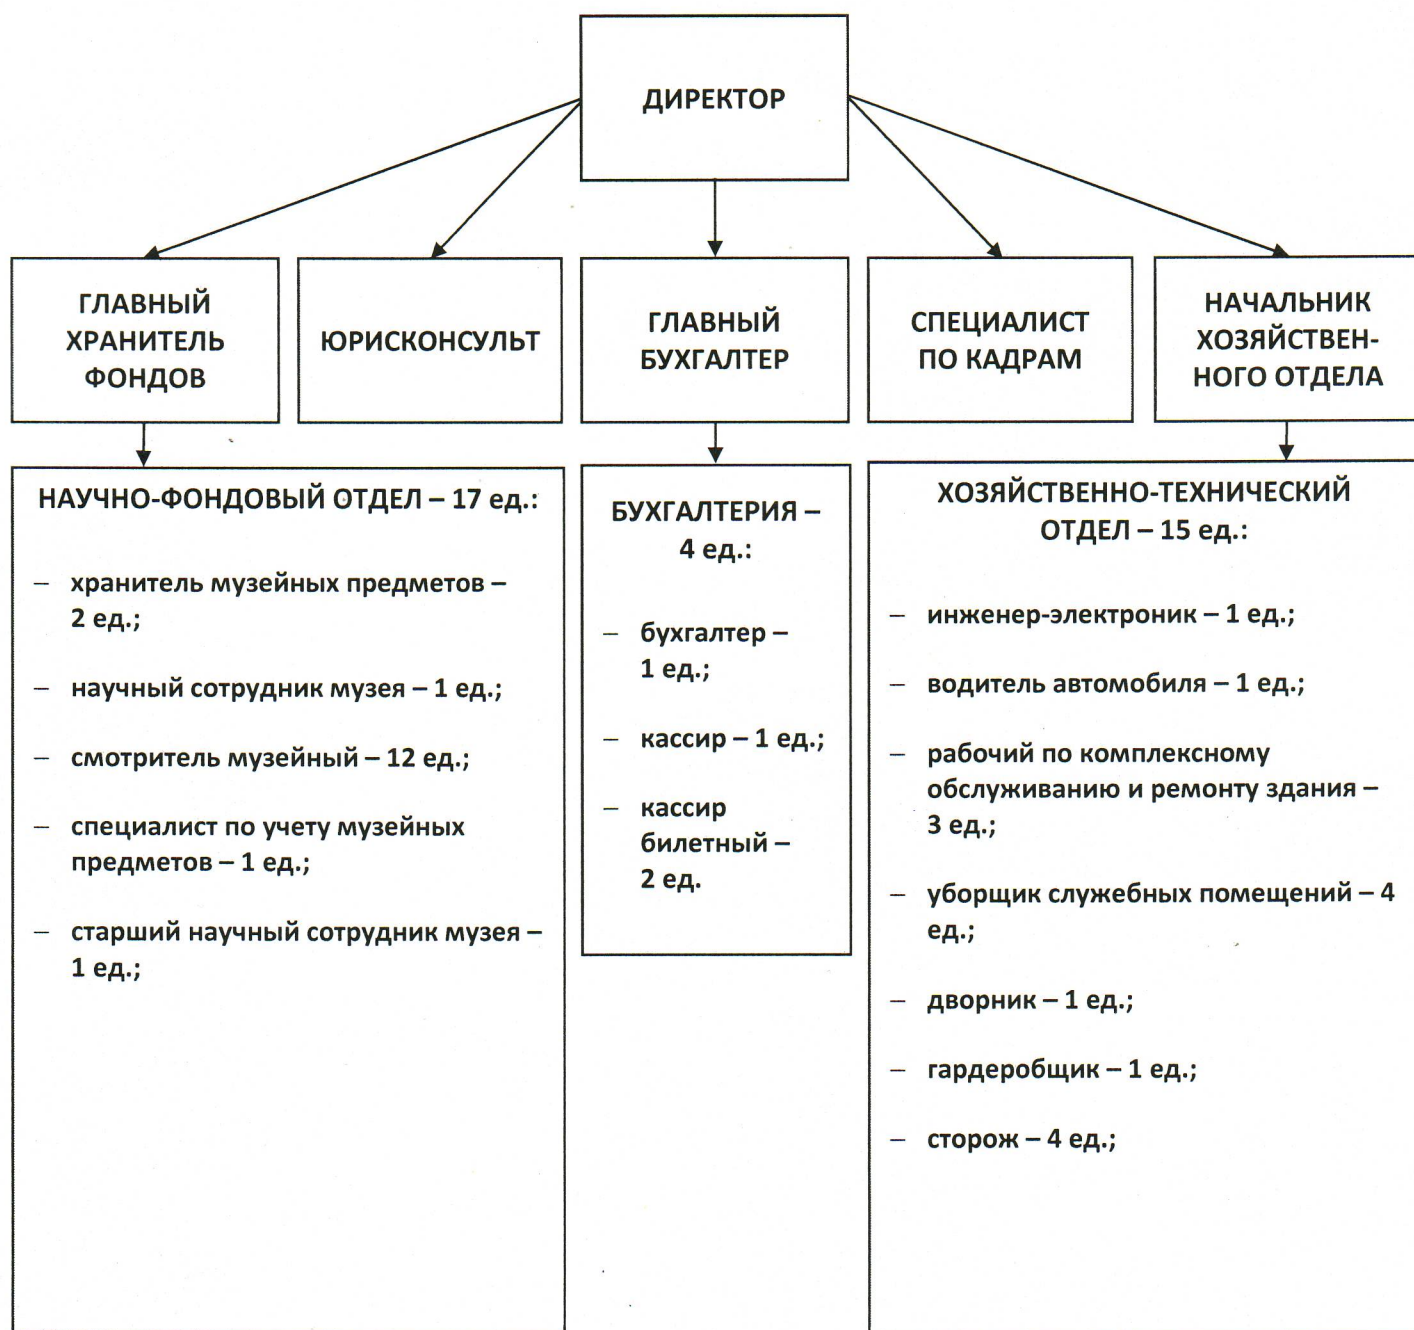 ДИРЕКТОР
ГЛАВНЫЙ
ХРАНИТЕЛЬ
ФОНДОВ
ЮРИСКОНСУЛЬТ
ГЛАВНЫЙ
БУХГАЛТЕР
СПЕЦИАЛИСТ
ПО КАДРАМ
НАЧАЛЬНИК
ХОЗЯЙСТВЕН-
НОГО ОТДЕЛА
НАУЧНО-ФОНДОВЫЙ ОТДЕЛ – 17 ед.:
– хранитель музейных предметов –
2 ед.;
– научный сотрудник музея – 1 ед.;
– смотритель музейный – 12 ед.;
– специалист по учету музейных
предметов – 1 ед.;
– старший научный сотрудник музея –
1 ед.;
БУХГАЛТЕРИЯ –
4 ед.:
– бухгалтер –
1 ед.;
– кассир – 1 ед.;
– кассир
билетный –
2 ед.
ХОЗЯЙСТВЕННО-ТЕХНИЧЕСКИЙ
ОТДЕЛ – 15 ед.:
– инженер-электроник – 1 ед.;
– водитель автомобиля – 1 ед.;
– рабочий по комплексному
обслуживанию и ремонту здания –
3 ед.;
– уборщик служебных помещений – 4
ед.;
– дворник – 1 ед.;
– гардеробщик – 1 ед.;
– сторож – 4 ед.;